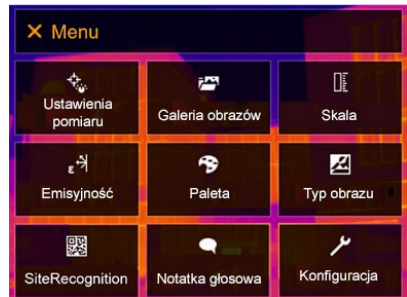 Menu
Ustawienia
pomiaru
Galeria obrazów
Skala
Emisyjność
Paleta
Typ obrazu
SiteRecognition
Notatka głosowa
Konfiguracja